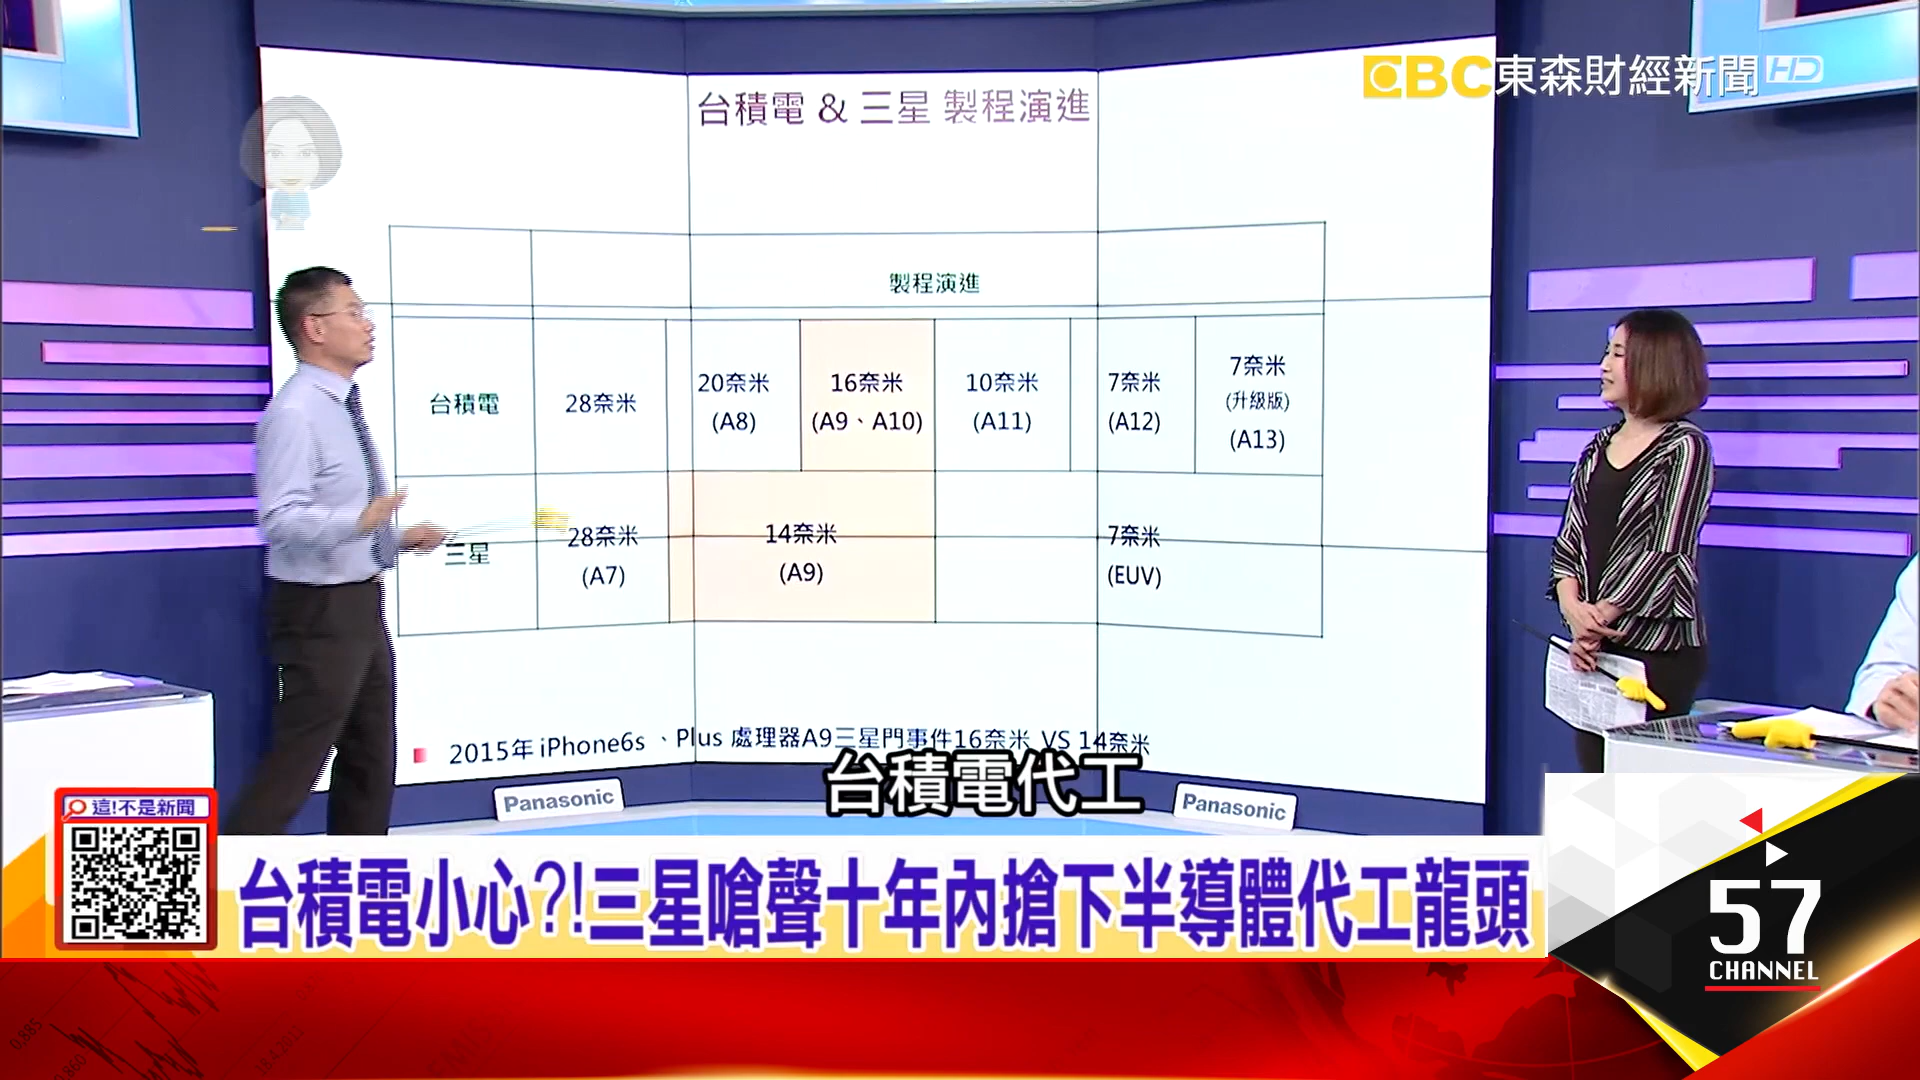 EBC東森財經新聞HD
台積電 & 三星 製程演進
製程演進
台積電
28奈米
20奈米
(A8)
16奈米
(A9、A10)
10奈米
(A11)
7奈米
(A12)
7奈米
(升級版)
(A13)
三星
28奈米
(A7)
14奈米
(A9)
7奈米
(EUV)
2015年 iPhone6s 、Plus 處理器A9三星門事件16奈米 VS 14奈米
台積電代工
Panasonic
Panasonic
這!不是新聞
台積電小心?!三星嗆聲十年內搶下半導體代工龍頭
57
CHANNEL
0.885
0.860
18.4.2017